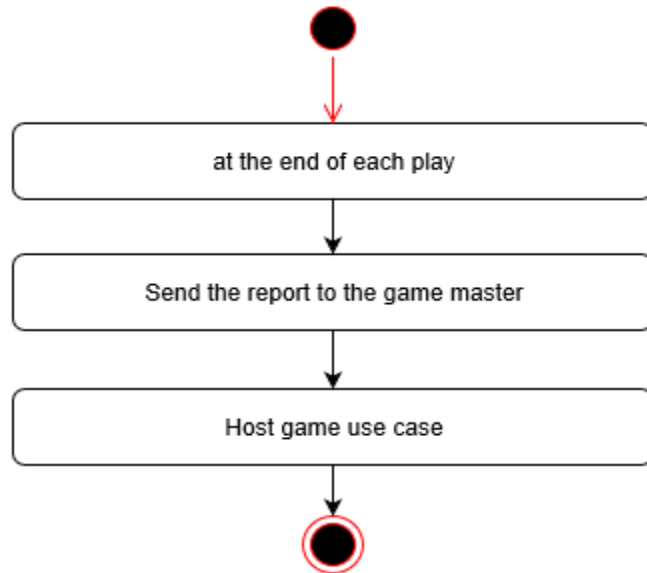 at the end of each play
Send the report to the game master
Host game use case